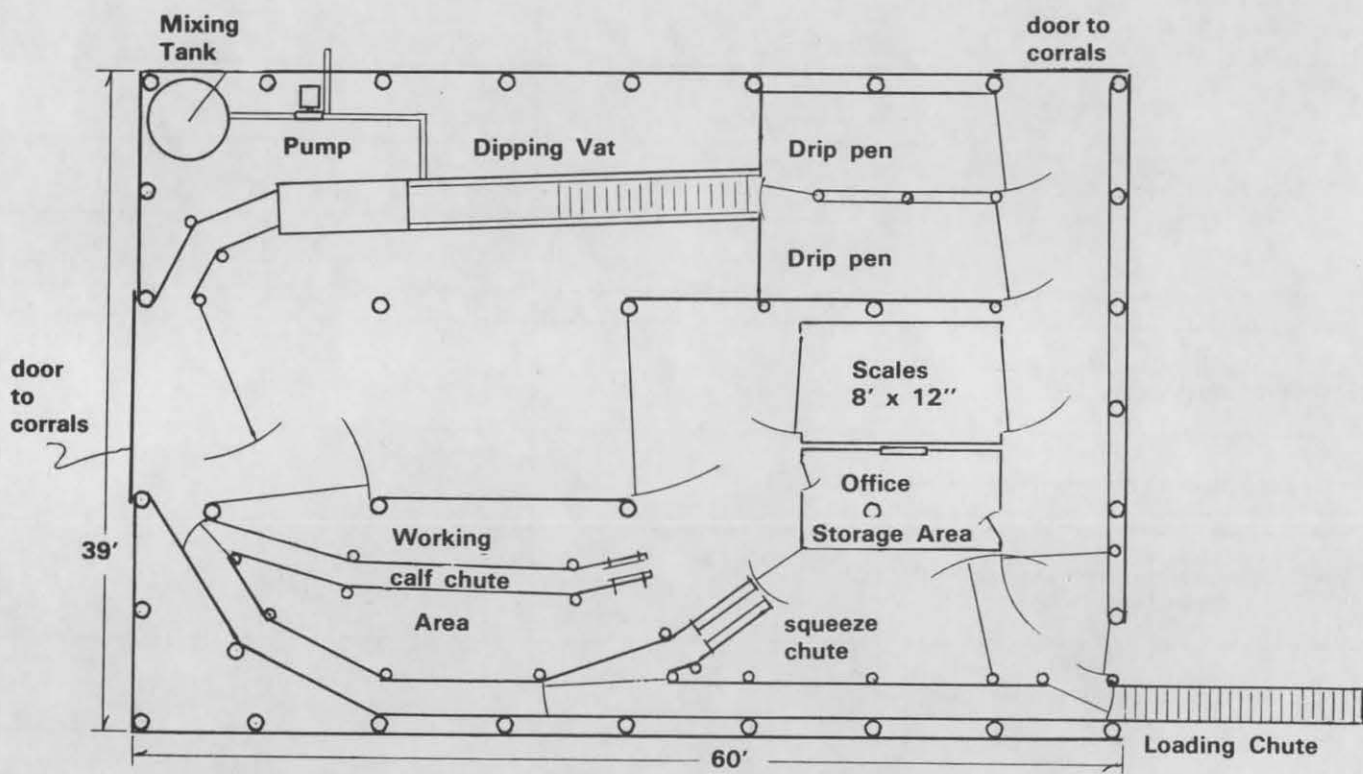 Mixing
Tank
door to
corrals
Pump
Dipping Vat
Drip pen
Drip pen
door
to
corrals
Scales
8' x 12"
Office
Storage Area
39'
Working
calf chute
Area
squeeze
chute
Loading Chute
60'